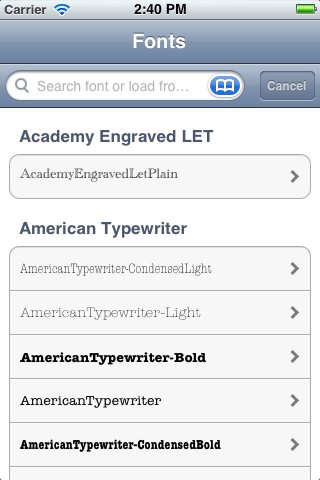 Carrier 2:40 PM
Fonts
Search font or load fro... Cancel
Academy Engraved LET
AcademyEngravedLetPlain
American Typewriter
AmericanTypewriter-CondensedLight
AmericanTypewriter-Light
AmericanTypewriter-Bold
AmericanTypewriter
AmericanTypewriter-CondensedBold